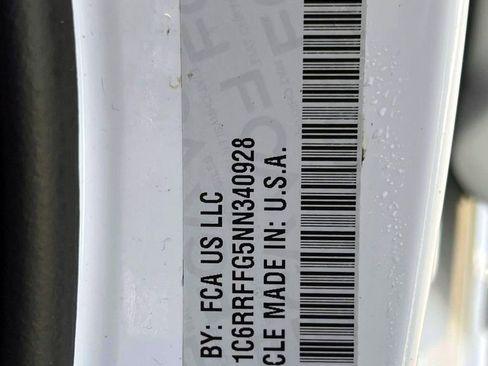 BY: FCA US LLC
1C6RRFFG5NN340928
CLE MADE IN: U.S.A.